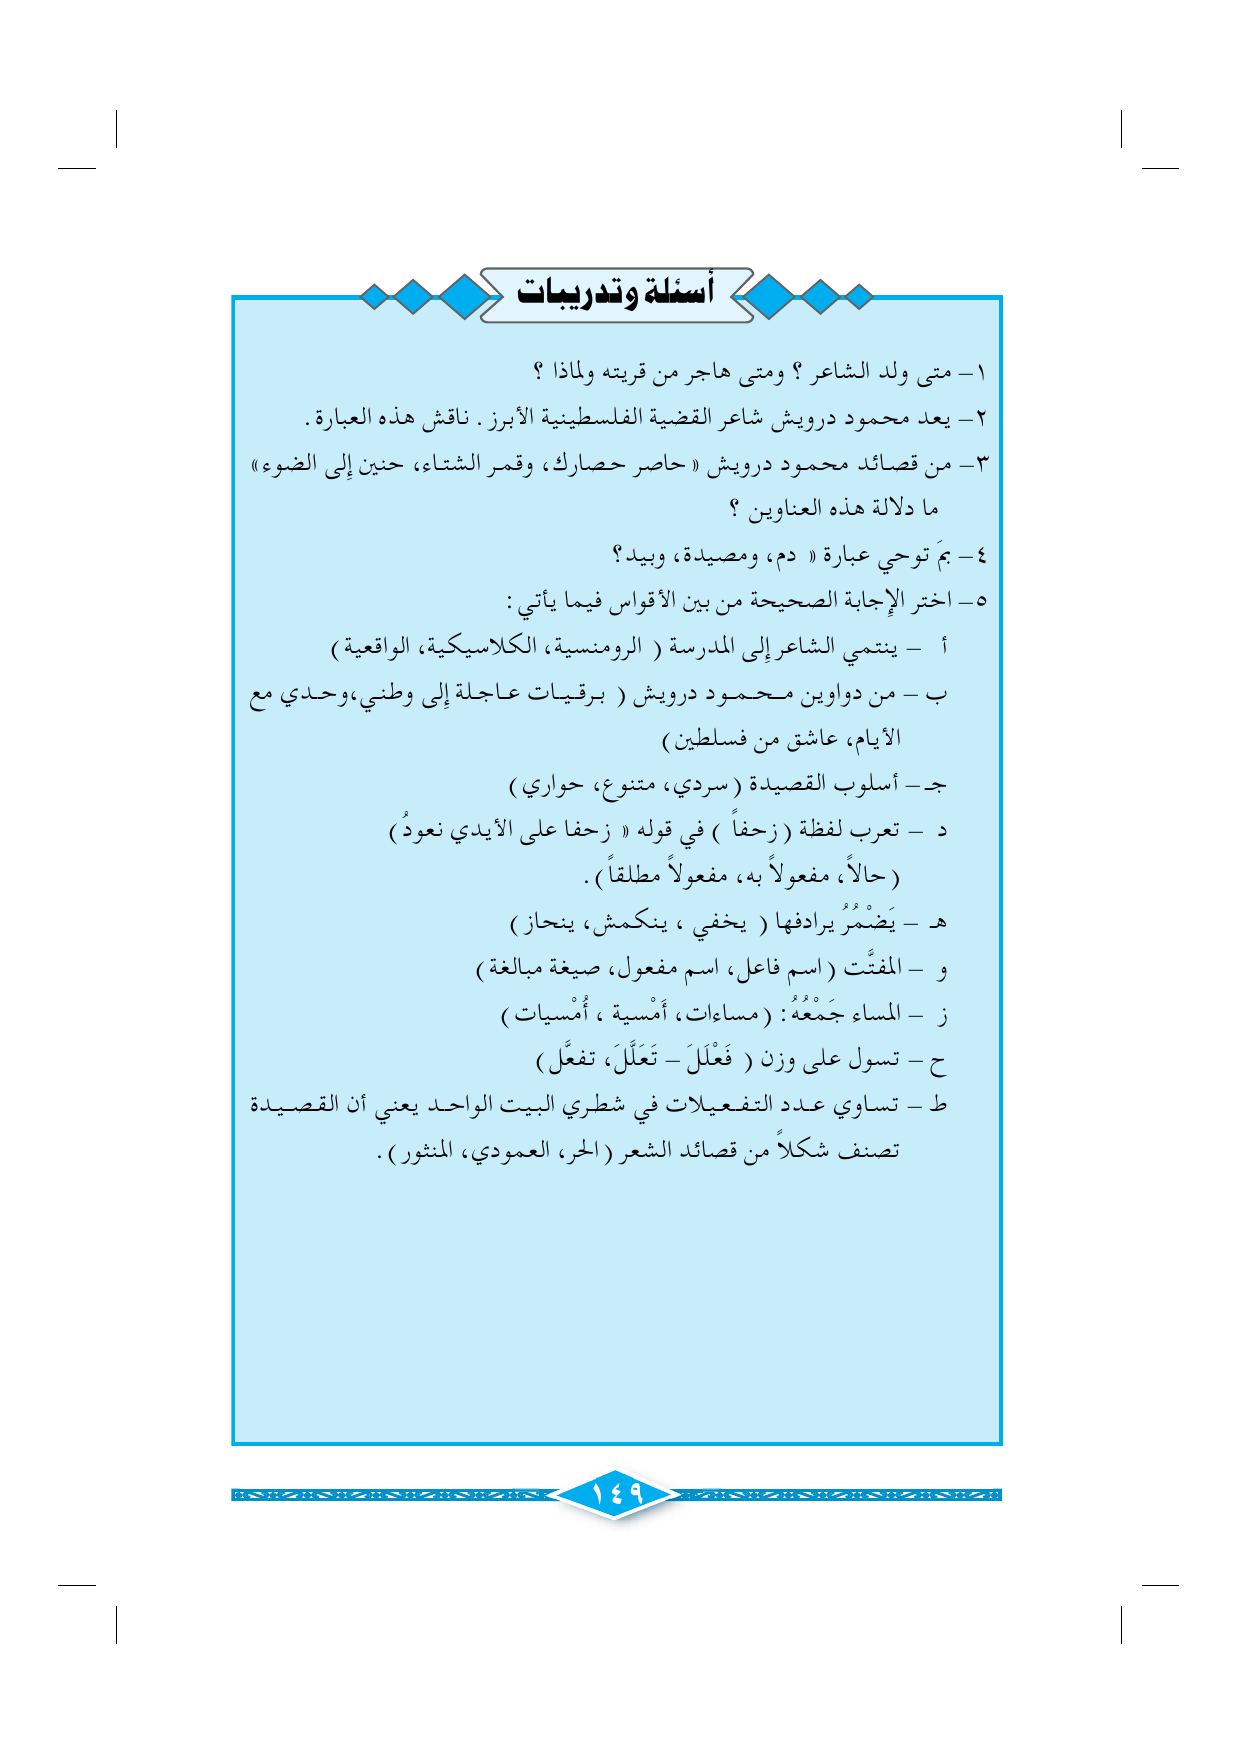 أسئلة وتدريبات
١– متى ولد الشاعر ؟ ومتى هاجر من قريته ولماذا ؟
٢– يعد محمود درويش شاعر القضية الفلسطينية الأبرز . ناقش هذه العبارة .
٣– من قصائد محمود درويش « حاصر حصارك، وقمر الشتاء، حنين إلى الضوء»
ما دلالة هذه العناوين ؟
٤– بمَ توحي عبارة « دم، ومصيدة، وبيد؟
٥– اختر الإجابة الصحيحة من بين الأقواس فيما يأتي:
أ – ينتمي الشاعر إلى المدرسة ( الرومنسية، الكلاسيكية، الواقعية )
ب – من دواوين محمود درويش ( برقيات عاجلة إلى وطني،وحدي مع
الأيام، عاشق من فسلطين )
جـ – أسلوب القصيدة ( سردي، متنوع، حواري )
د – تعرب لفظة ( زحفاً ) في قوله « زحفا على الأيدي نعودُ )
( حالاً، مفعولاً به، مفعولاً مطلقاً ) .
هـ – يَضْمُرُ يرادفها ( يخفي ، ينكمش، ينحاز )
و – المفتَّت ( اسم فاعل، اسم مفعول، صيغة مبالغة )
ز – المساء جَمْعُهُ : ( مساءات، أَمْسية ، أُمْسيات )
ح – تسول على وزن ( فَعْلَلَ – تَعَلَّلَ، تفعَّل )
ط – تساوي عدد التفعيلات في شطري البيت الواحد يعني أن القصيدة
تصنف شكلاً من قصائد الشعر ( الحر، العمودي، المنثور ) .
١٤٩